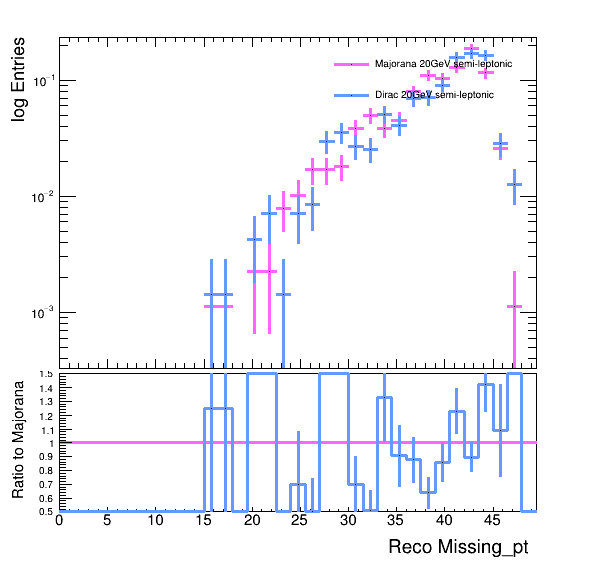 log Entries
Majorana 20GeV semi-leptonic
Dirac 20GeV semi-leptonic
10−1
10−2
10−3
Ratio to Majorana
1.5
1.4
1.3
1.2
1.1
1
0.9
0.8
0.7
0.6
0.5
0 5 10 15 20 25 30 35 40 45
Reco Missing_pt